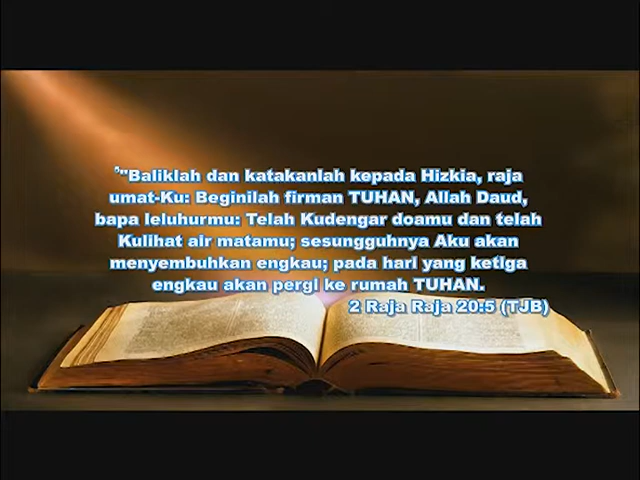 5"Baliklah dan katakanlah kepada Hizkia, raja
umat-Ku: Beginilah firman TUHAN, Allah Daud,
bapa leluhurmu: Telah Kudengar doamu dan telah
Kulihat air matamu; sesungguhnya Aku akan
menyembuhkan engkau; pada hari yang ketiga
engkau akan pergi ke rumah TUHAN.
2 Raja Raja 20:5 (TJB)